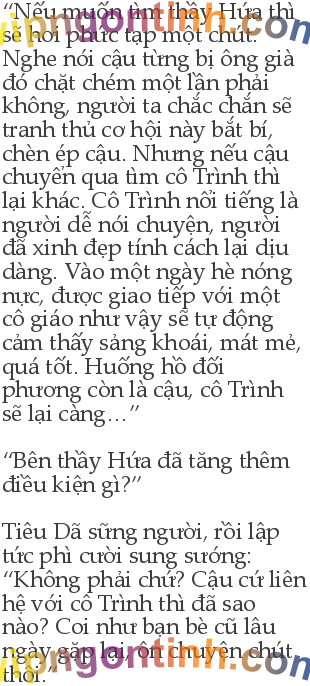 “Nếu muốn tìm thầy Hứa thì
sẽ hơi phức tạp một chút.
Nghe nói cậu từng bị ông già
đó chặt chém một lần phải
không, người ta chắc chắn sẽ
tranh thủ cơ hội này bắt bí,
chèn ép cậu. Nhưng nếu cậu
chuyển qua tìm cô Trình thì
lại khác. Cô Trình nổi tiếng là
người dễ nói chuyện, người
đã xinh đẹp tính cách lại dịu
dàng. Vào một ngày hè nóng
nực, được giao tiếp với một
cô giáo như vậy sẽ tự động
cảm thấy sảng khoái, mát mẻ,
quá tốt. Huống hồ đối
phương còn là cậu, cô Trình
sẽ lại càng…”
“Bên thầy Hứa đã tăng thêm
điều kiện gì?”
Tiêu Dã sững người, rồi lập
tức phì cười sung sướng:
“Không phải chứ? Cậu cứ liên
hệ với cô Trình thì đã sao
nào? Coi như bạn bè cũ lâu
ngày gặp lại, ôn chuyện chút
thôi.
vipngontinh.com
vipngontinh.com